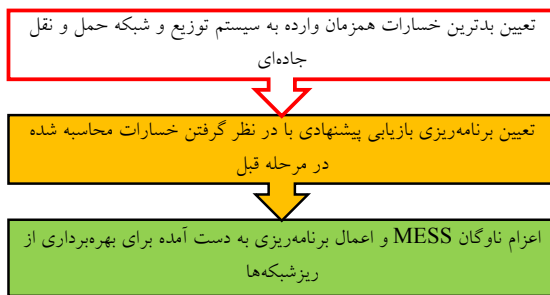 تعیین بدترین خسارات همزمان وارده به سیستم توزیع و شبکه حمل و نقل
جاده‌ای
تعیین برنامه‌ریزی بازیابی پیشنهادی با در نظر گرفتن خسارات محاسبه شده
در مرحله قبل
اعزام ناوگان MESS و اعمال برنامه‌ریزی به دست آمده برای بهره‌برداری از
ریزشبکه‌ها